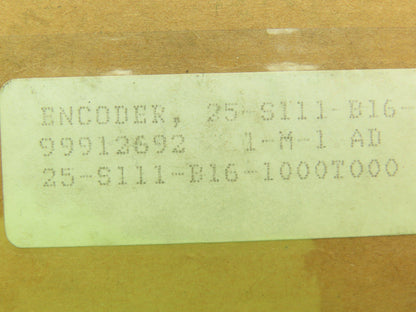 ENCODER, 25-S111-B16-
99912692 1-M-1 AD
25-S111-B16-1000T000